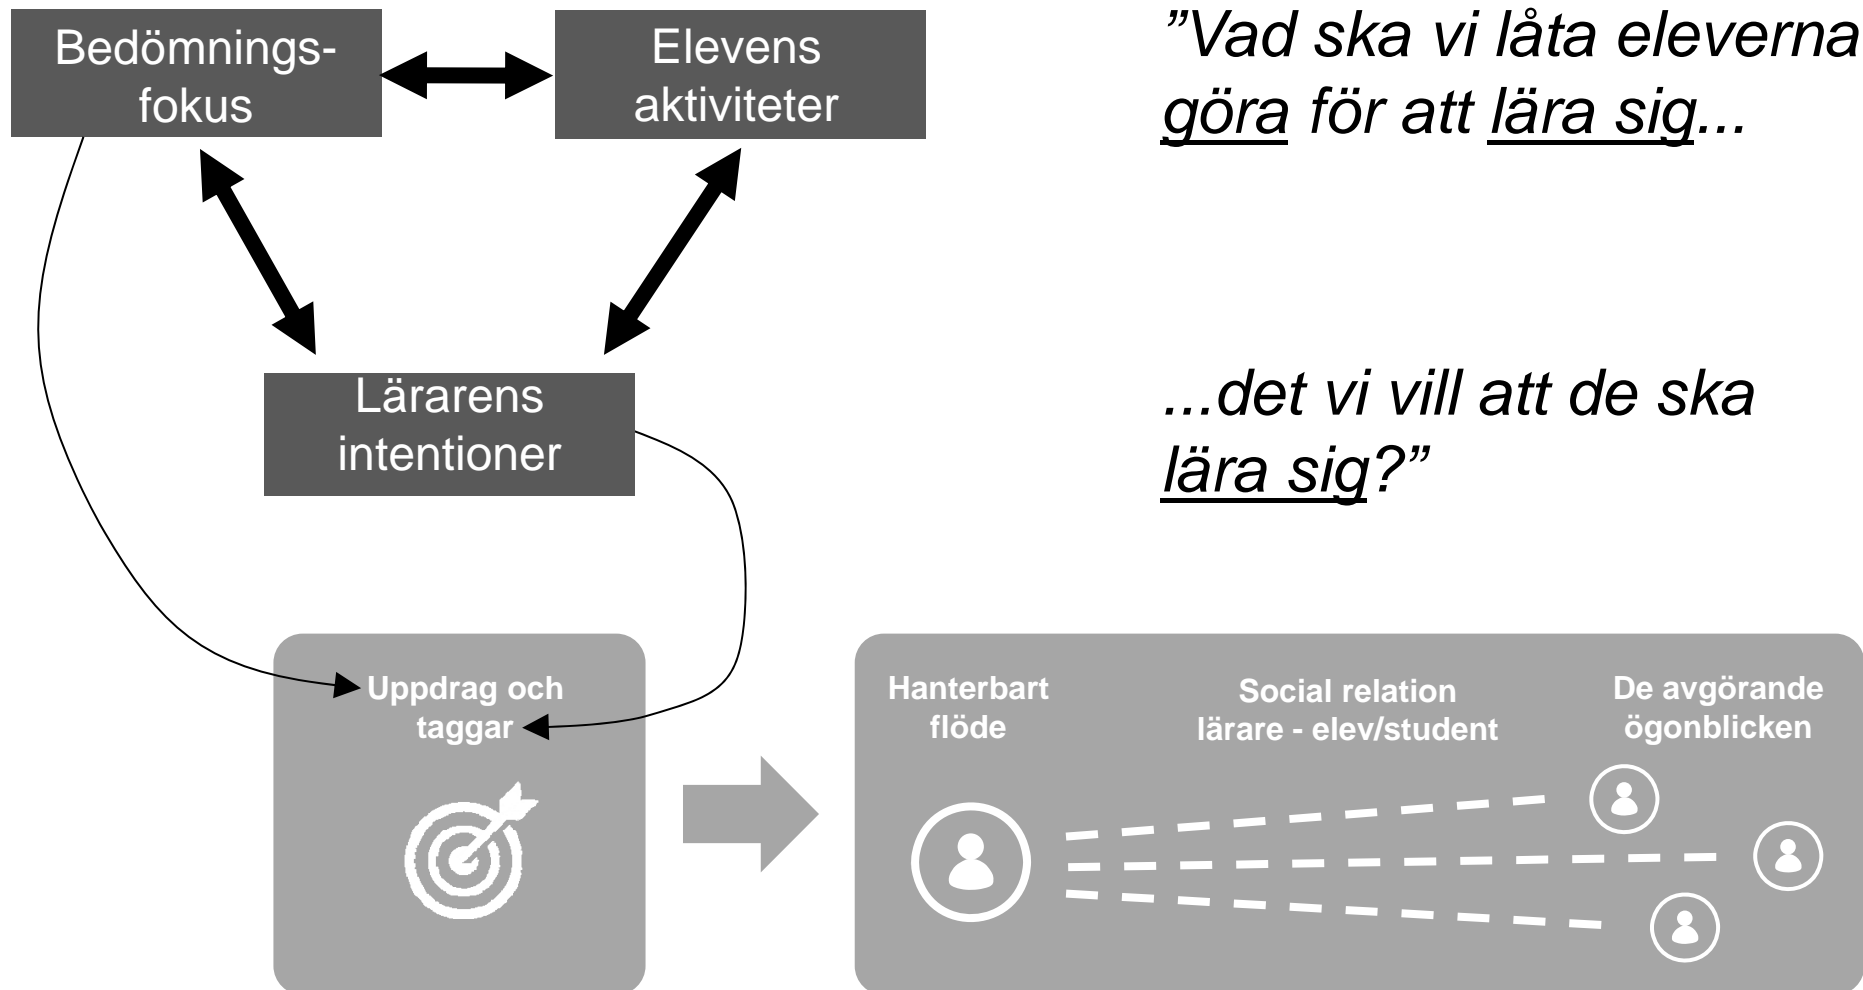 Bedömnings-
fokus
Elevens
aktiviteter
”Vad ska vi låta eleverna
göra för att lära sig...
Lärarens
intentioner
...det vi vill att de ska
lära sig?”
Uppdrag och
taggar
Hanterbart
flöde
Social relation
lärare - elev/student
De avgörande
ögonblicken